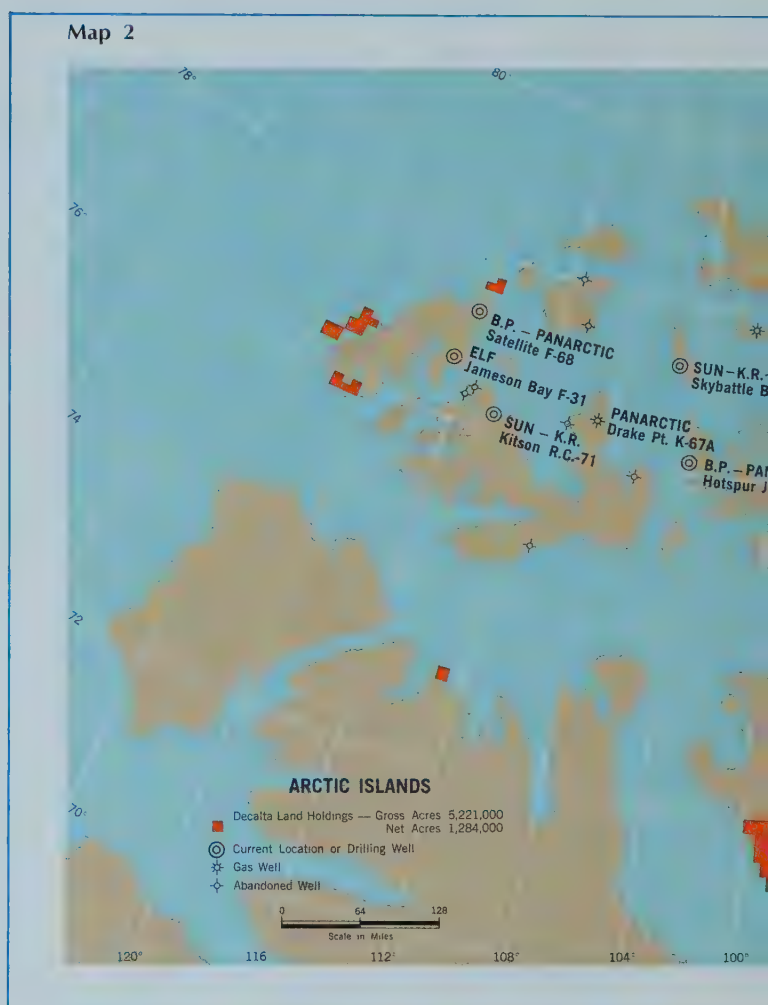 Map 2
78°
80°
76°
B.P. – PANARCTIC
Satellite F-68
ELF
Jameson Bay F-31
SUN–K.R.-
Skybattle B
74
SUN – K.R.
Kitson R.C.-71
PANARCTIC
Drake Pt. K-67A
B.P.–PAN
Hotspur J
72
70°
ARCTIC ISLANDS
Decalta Land Holdings — Gross Acres 5,221,000
Net Acres 1,284,000
Current Location or Drilling Well
Gas Well
Abandoned Well
0 64 128
Scale in Miles
120° 116 112° 108° 104° 100°